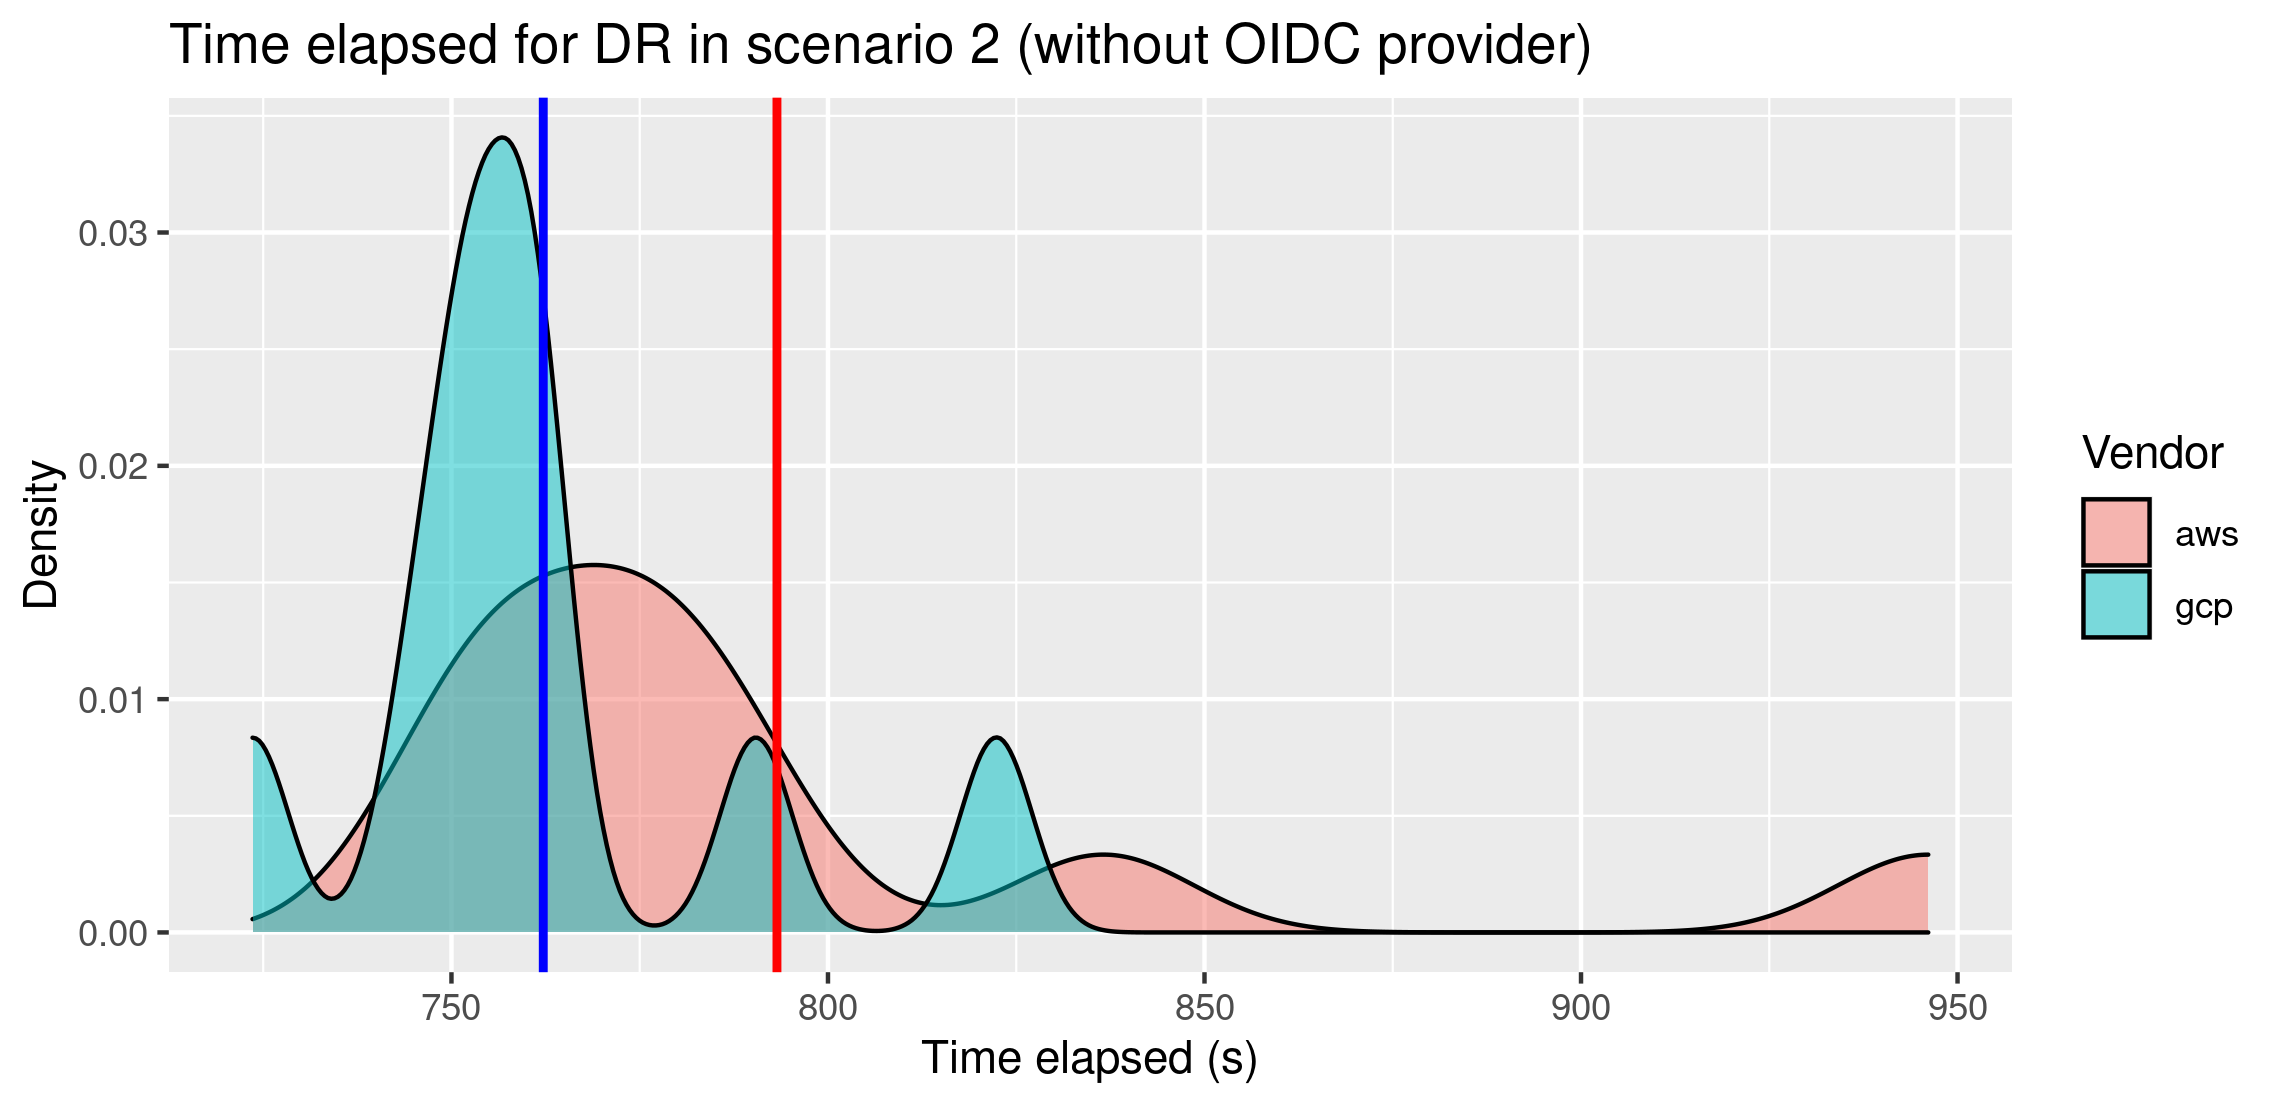 Time elapsed for DR in scenario 2 (without OIDC provider)
Density
0.03
0.02
0.01
0.00
750 800 850 900 950
Time elapsed (s)
Vendor
aws
gcp